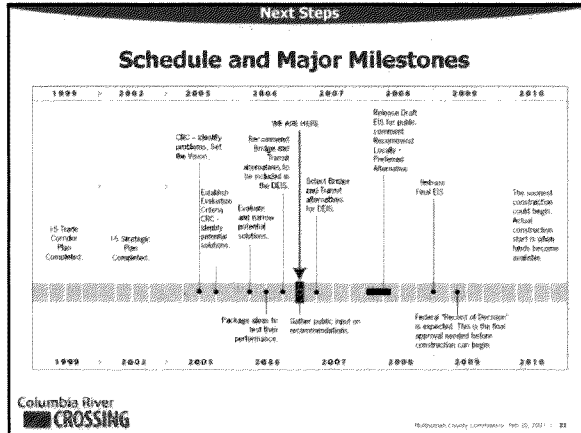 Next Steps
Schedule and Major Milestones
1999 > 2002 > 2005 2006 2007 2008 2009 2010
I-5 Trade
Corridor
Plan
Completed.
I-5 Strategic
Plan
Completed.
CRC - Identify
problems, Set
the Vision.
Establish
Evaluation
Criteria
CRC -
Identify
potential
solutions.
Evaluate
and narrow
potential
solutions.
Package ideas to
test their
performance.
Recommend
Bridge and
Transit
alternatives to
be included in
the DEIS.
WE ARE HERE
Gather public input on
recommendations.
Select Bridge
and Transit
alternatives
for DEIS.
Release Draft
EIS for public
comment
Recommend
Locally -
Preferred
Alternative
Release
Final EIS
Federal "Record of Decision"
is expected. This is the final
approval needed before
construction can begin.
The soonest
construction
could begin.
Actual
construction
start is when
funds become
available.
1999 > 2002 > 2005 2006 2007 2008 2009 2010
Columbia River
CROSSING
Multnomah County Commission